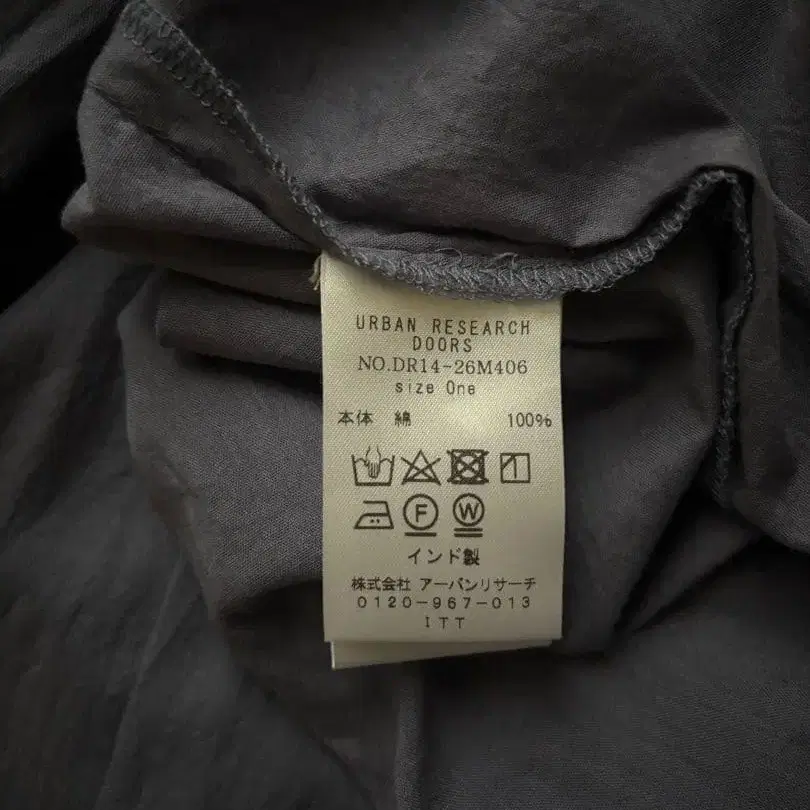 URBAN RESEARCH
DOORS
NO.DR14-26M406
size One
本体 綿 100%
F W
インド製
株式会社 アーバンリサーチ
0120-967-013
ITT